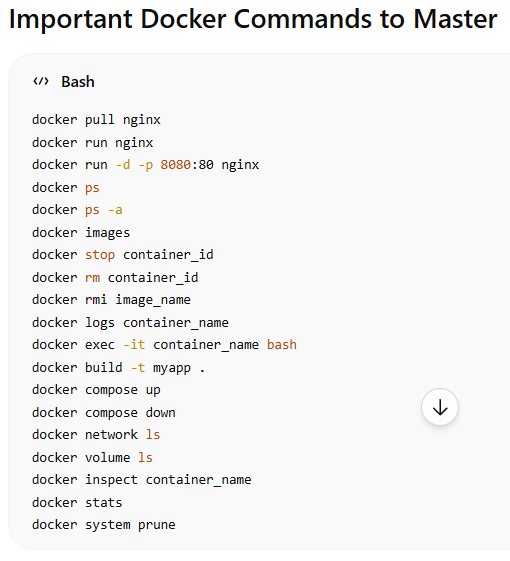 Important Docker Commands to Master
Bash
docker pull nginx
docker run nginx
docker run -d -p 8080:80 nginx
docker ps
docker ps -a
docker images
docker stop container_id
docker rm container_id
docker rmi image_name
docker logs container_name
docker exec -it container_name bash
docker build -t myapp .
docker compose up
docker compose down
docker network ls
docker volume ls
docker inspect container_name
docker stats
docker system prune